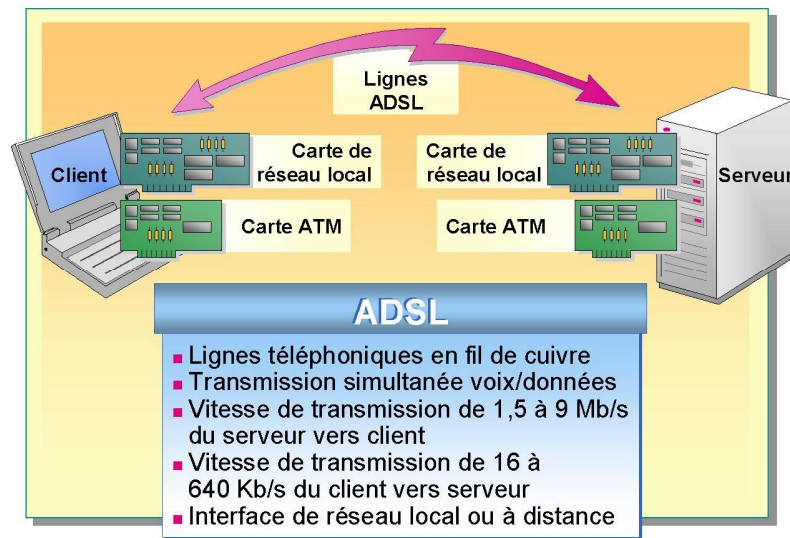 Lignes
ADSL
Client
Carte de
réseau local
Carte de
réseau local
Serveur
Carte ATM
Carte ATM
ADSL
Lignes téléphoniques en fil de cuivre
Transmission simultanée voix/données
Vitesse de transmission de 1,5 à 9 Mb/s
du serveur vers client
Vitesse de transmission de 16 à
640 Kb/s du client vers serveur
Interface de réseau local ou à distance